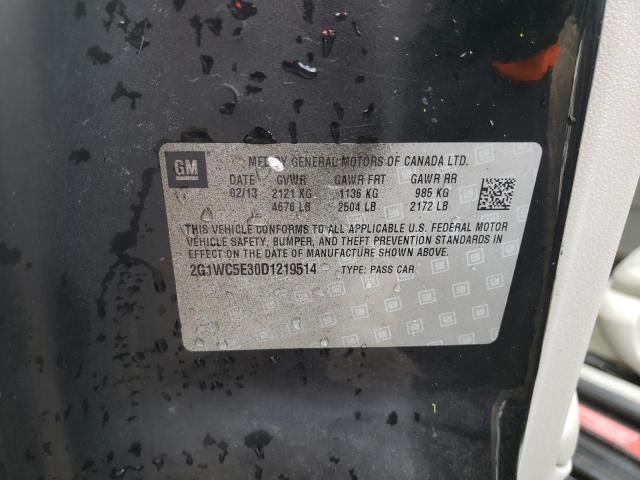 GM
MFD BY GENERAL MOTORS OF CANADA LTD.
DATE GVWR GAWR FRT GAWR RR
02/13 2121 KG 1136 KG 985 KG
4676 LB 2504 LB 2172 LB
THIS VEHICLE CONFORMS TO ALL APPLICABLE U.S. FEDERAL MOTOR
VEHICLE SAFETY, BUMPER, AND THEFT PREVENTION STANDARDS IN
EFFECT ON THE DATE OF MANUFACTURE SHOWN ABOVE.
2G1WC5E30D1219514 TYPE: PASS CAR